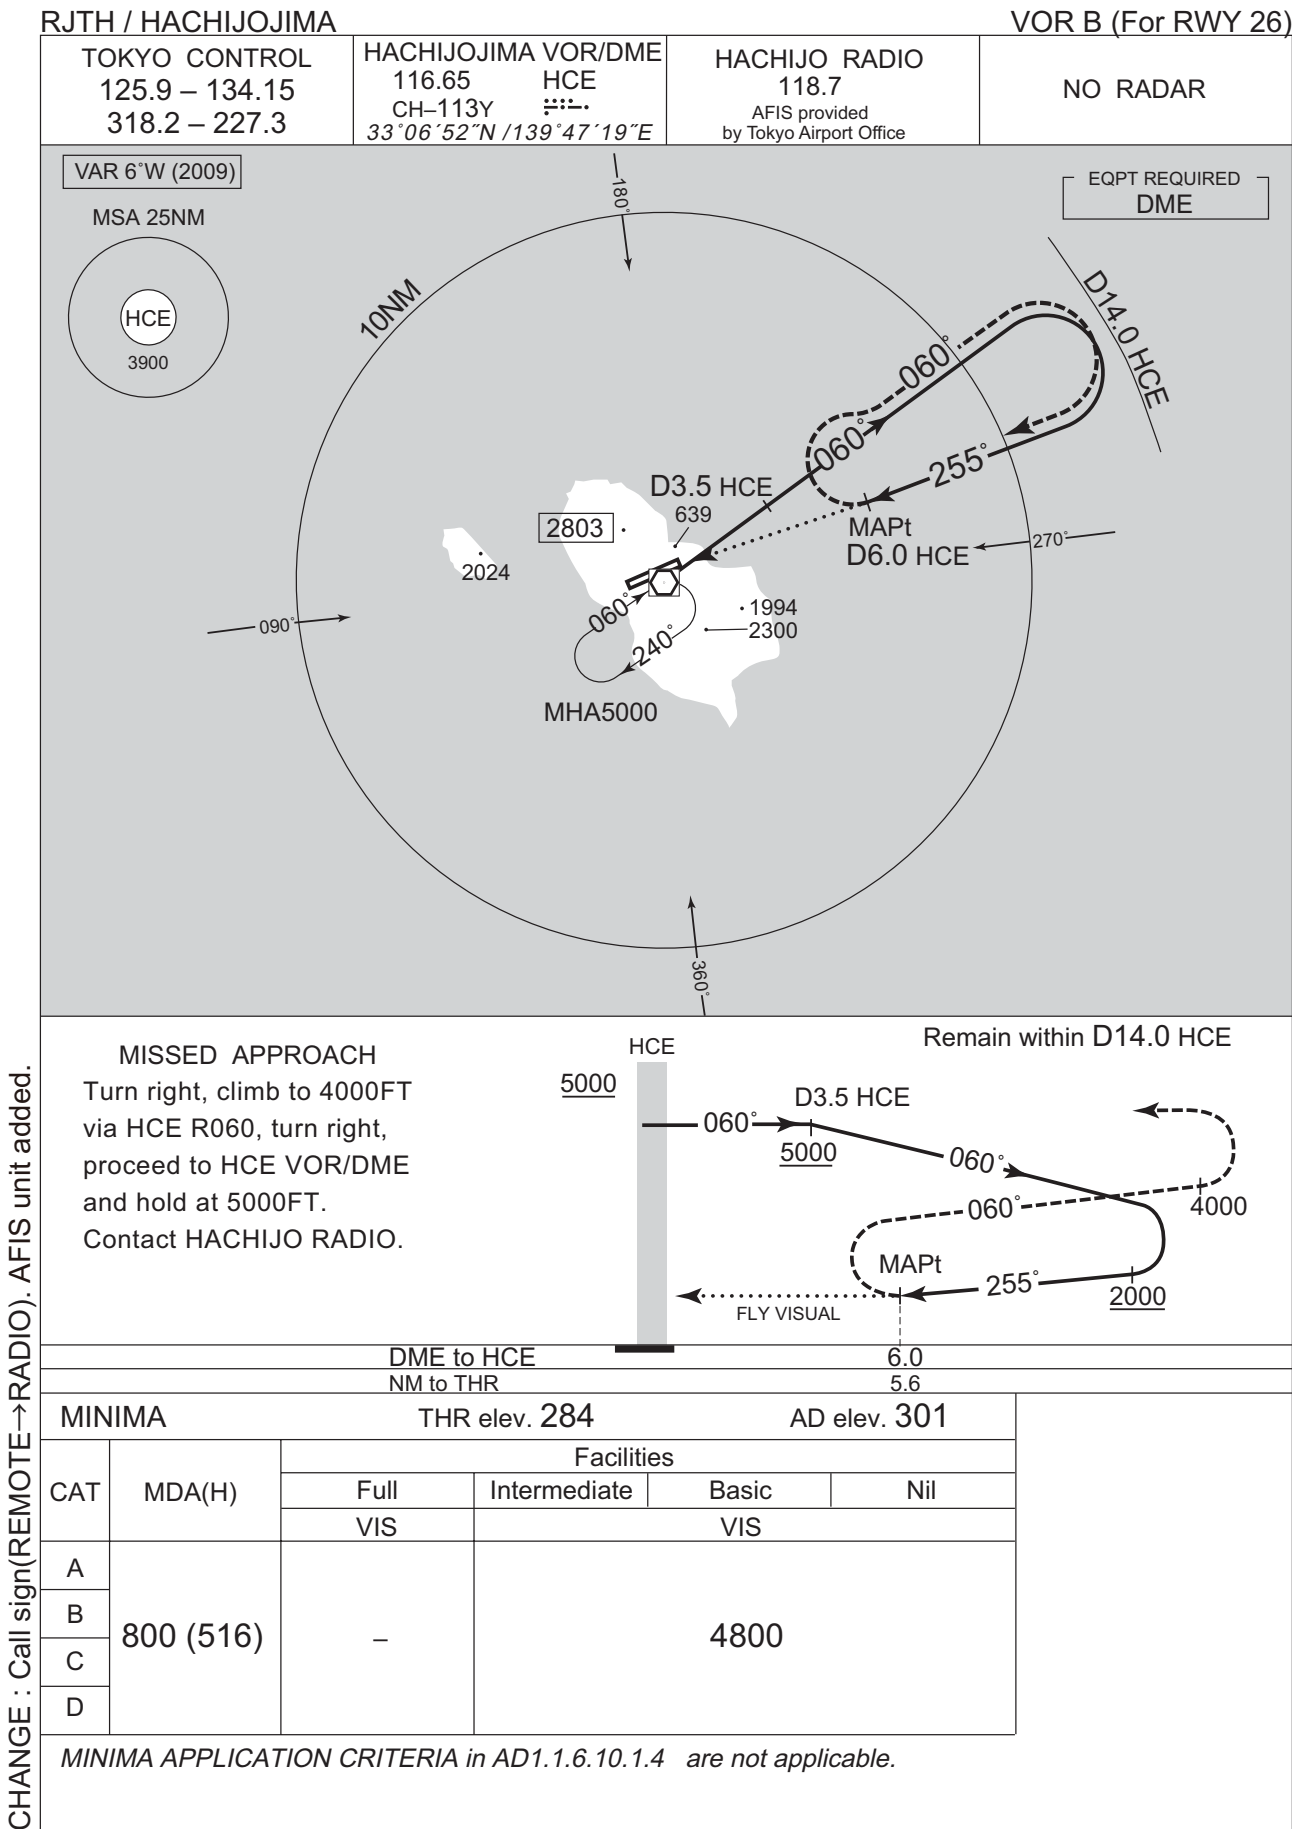 RJTH / HACHIJOJIMA
VOR B (For RWY 26)
TOKYO CONTROL
125.9 – 134.15
318.2 – 227.3
HACHIJOJIMA VOR/DME
116.65 HCE
CH–113Y
33˚06´52˝N /139˚47´19˝E
HACHIJO RADIO
118.7
AFIS provided
by Tokyo Airport Office
NO RADAR
VAR 6˚W (2009)
MSA 25NM
HCE
3900
EQPT REQUIRED
DME
180˚
10NM
D14.0 HCE
060˚
060˚
255˚
D3.5 HCE
639
MAPt
D6.0 HCE
270˚
2803
2024
090˚
060˚
240˚
1994
2300
MHA5000
360˚
MISSED APPROACH
Turn right, climb to 4000FT
via HCE R060, turn right,
proceed to HCE VOR/DME
and hold at 5000FT.
Contact HACHIJO RADIO.
Remain within D14.0 HCE
HCE
5000
060˚
D3.5 HCE
5000
060˚
060˚
4000
MAPt
255˚
2000
FLY VISUAL
DME to HCE 6.0
NM to THR 5.6
MINIMA THR elev. 284 AD elev. 301
CAT MDA(H) Facilities
Full Intermediate Basic Nil
VIS VIS
A
B
C
D
800 (516) – 4800
MINIMA APPLICATION CRITERIA in AD1.1.6.10.1.4 are not applicable.
CHANGE : Call sign(REMOTE→RADIO). AFIS unit added.